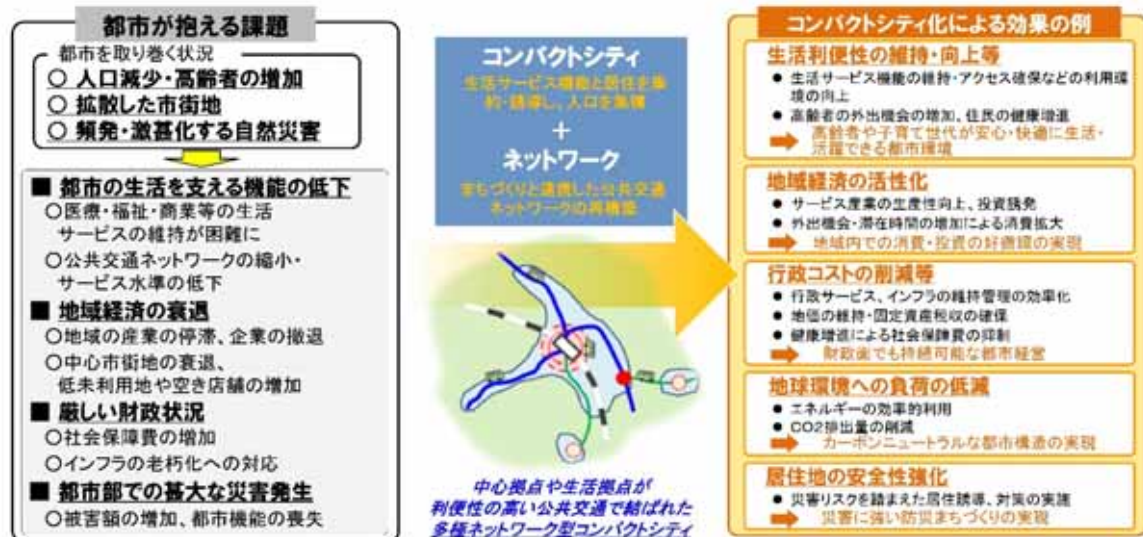 都市が抱える課題
都市を取り巻く状況
○ 人口減少・高齢者の増加
○ 拡散した市街地
○ 頻発・激甚化する自然災害
■ 都市の生活を支える機能の低下
○医療・福祉・商業等の生活
サービスの維持が困難に
○公共交通ネットワークの縮小・
サービス水準の低下
■ 地域経済の衰退
○地域の産業の停滞、企業の撤退
○中心市街地の衰退、
低未利用地や空き店舗の増加
■ 厳しい財政状況
○社会保障費の増加
○インフラの老朽化への対応
■ 都市部での甚大な災害発生
○被害額の増加、都市機能の喪失
コンパクトシティ
生活サービス機能と居住を集
約・誘導し、人口を集積
+
ネットワーク
まちづくりと連携した公共交通
ネットワークの再構築
中心拠点や生活拠点が
利便性の高い公共交通で結ばれた
多極ネットワーク型コンパクトシティ
コンパクトシティ化による効果の例
生活利便性の維持・向上等
● 生活サービス機能の維持・アクセス確保などの利用環
境の向上
● 高齢者の外出機会の増加、住民の健康増進
高齢者や子育て世代が安心・快適に生活・
活躍できる都市環境
地域経済の活性化
● サービス産業の生産性向上、投資誘発
● 外出機会・滞在時間の増加による消費拡大
地域内での消費・投資の好循環の実現
行政コストの削減等
● 行政サービス、インフラの維持管理の効率化
● 地価の維持・固定資産税収の確保
● 健康増進による社会保障費の抑制
財政面でも持続可能な都市経営
地球環境への負荷の低減
● エネルギーの効率的利用
● CO2排出量の削減
カーボンニュートラルな都市構造の実現
居住地の安全性強化
● 災害リスクを踏まえた居住誘導、対策の実施
災害に強い防災まちづくりの実現